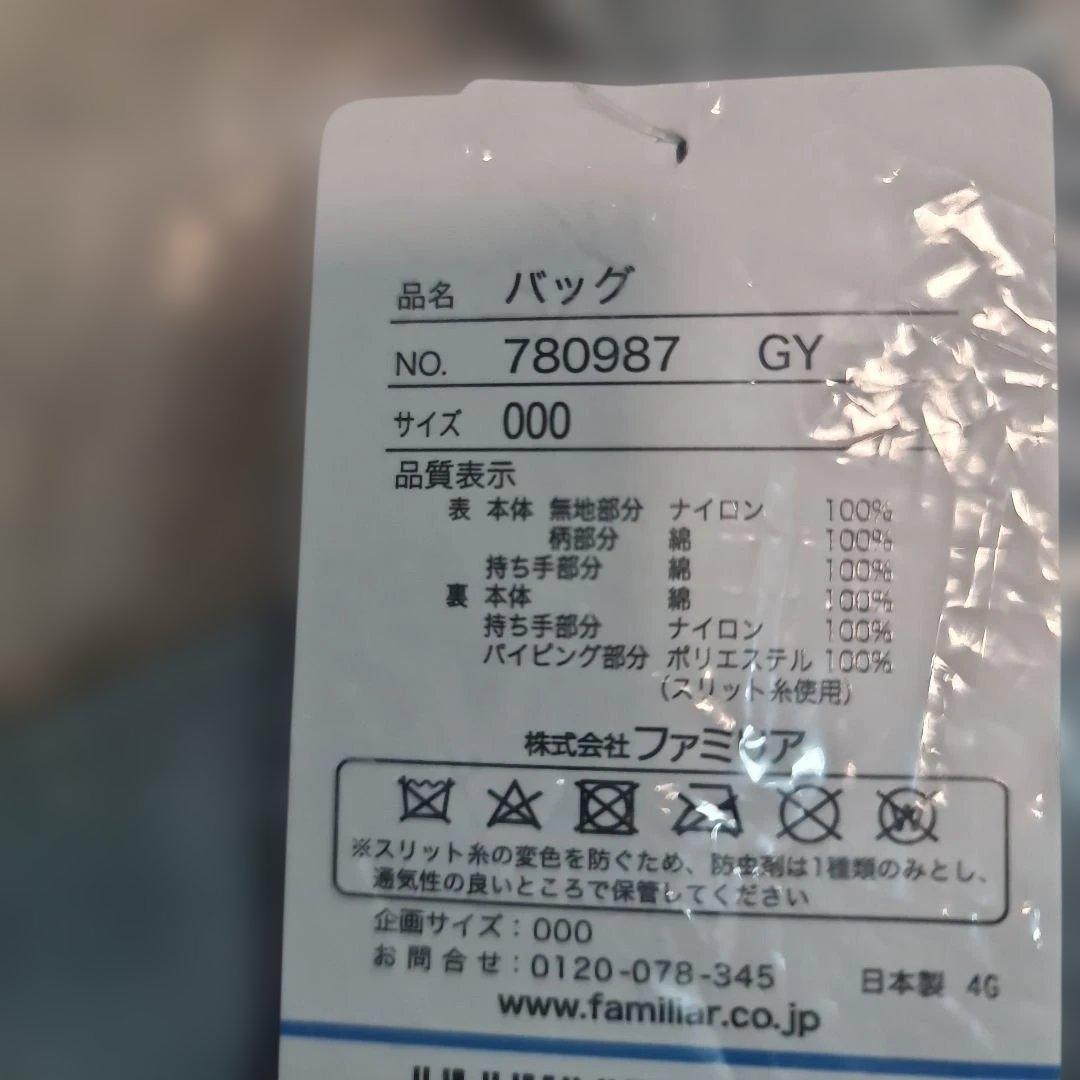 品名 バッグ
NO. 780987 GY
サイズ 000
品質表示
表 本体 無地部分 ナイロン 100%
柄部分 綿 100%
持ち手部分 綿 100%
裏 本体 綿 100%
持ち手部分 ナイロン 100%
パイピング部分 ポリエステル 100%
(スリット糸使用)
株式会社ファミリア
※スリット糸の変色を防ぐため、防虫剤は1種類のみとし、
通気性の良いところで保管してください
企画サイズ：000
お問合せ：0120-078-345 日本製 4G
www.familiar.co.jp